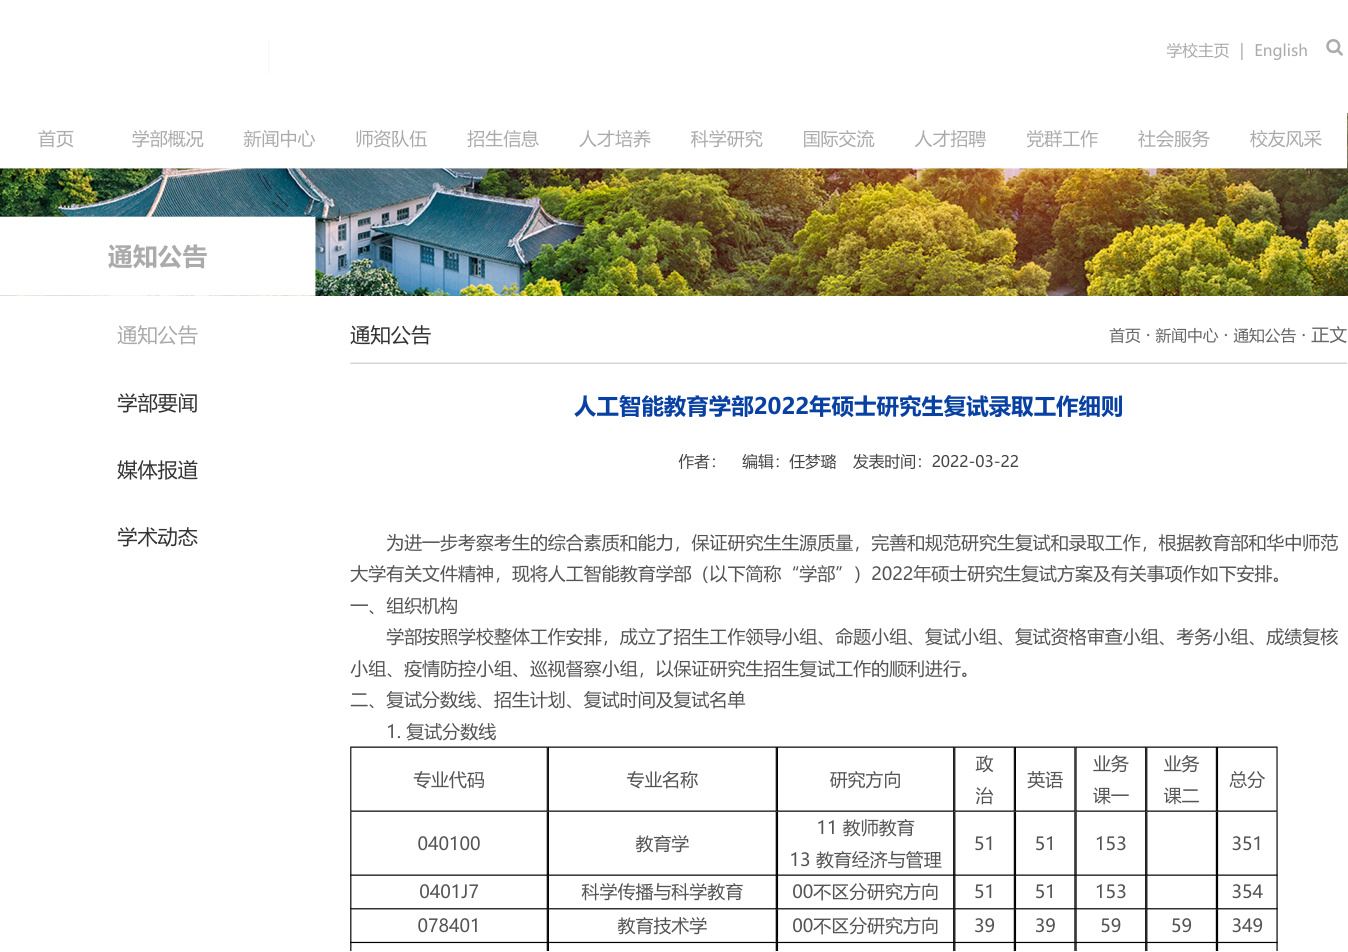 学校主页 | English
首页 学部概况 新闻中心 师资队伍 招生信息 人才培养 科学研究 国际交流 人才招聘 党群工作 社会服务 校友风采
通知公告
通知公告
学部要闻
媒体报道
学术动态
通知公告
首页 · 新闻中心 · 通知公告 · 正文
人工智能教育学部2022年硕士研究生复试录取工作细则
作者： 编辑：任梦璐 发表时间：2022-03-22
为进一步考察考生的综合素质和能力，保证研究生生源质量，完善和规范研究生复试和录取工作，根据教育部和华中师范
大学有关文件精神，现将人工智能教育学部（以下简称“学部”）2022年硕士研究生复试方案及有关事项作如下安排。
一、组织机构
学部按照学校整体工作安排，成立了招生工作领导小组、命题小组、复试小组、复试资格审查小组、考务小组、成绩复核
小组、疫情防控小组、巡视督察小组，以保证研究生招生复试工作的顺利进行。
二、复试分数线、招生计划、复试时间及复试名单
1. 复试分数线
专业代码 专业名称 研究方向 政治 英语 业务课一 业务课二 总分
040100 教育学 11 教师教育 13 教育经济与管理 51 51 153 351
0401J7 科学传播与科学教育 00不区分研究方向 51 51 153 354
078401 教育技术学 00不区分研究方向 39 39 59 59 349